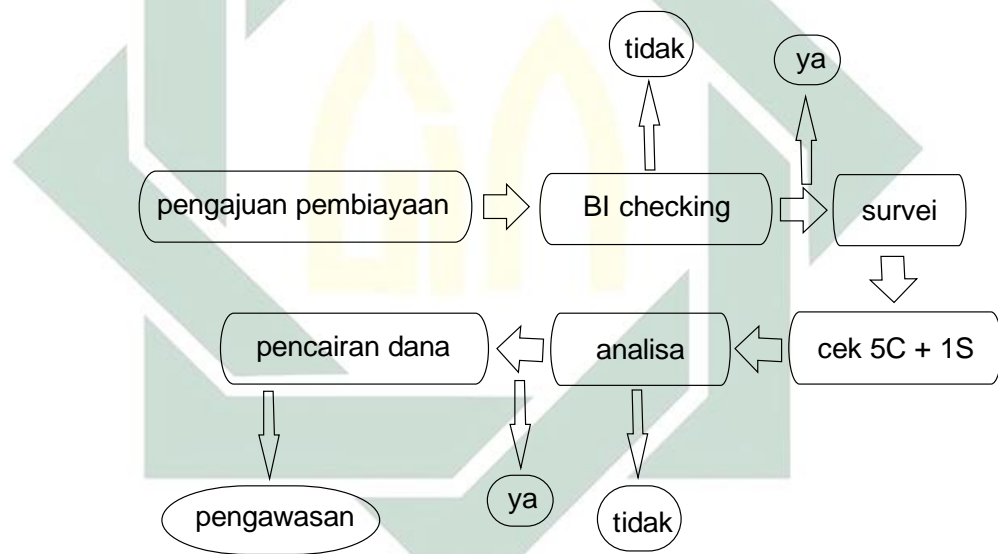 tidak
ya
pengajuan pembiayaan
BI checking
survei
pencairan dana
analisa
cek 5C + 1S
pengawasan
ya
tidak